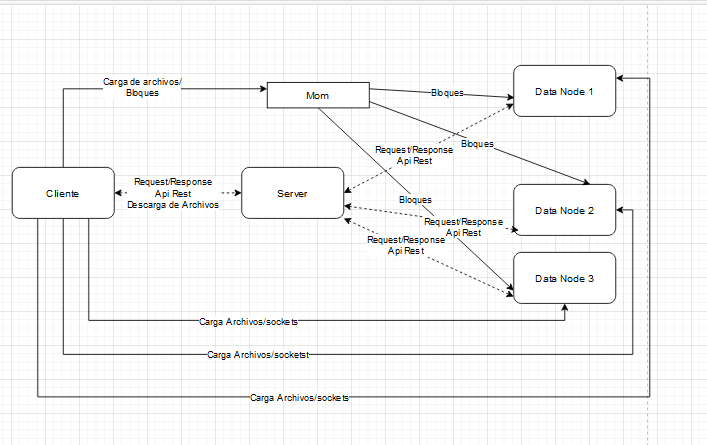 Carga de archivos/
Bloques
Mom
Bloques
Data Node 1
Bloques
Request/Response
Api Rest
Cliente
Request/Response
Api Rest
Descarga de Archivos
Server
Bloques
Data Node 2
Request/Response
Api Rest
Request/Response
Api Rest
Data Node 3
Carga Archivos/sockets
Carga Archivos/socketst
Carga Archivos/sockets